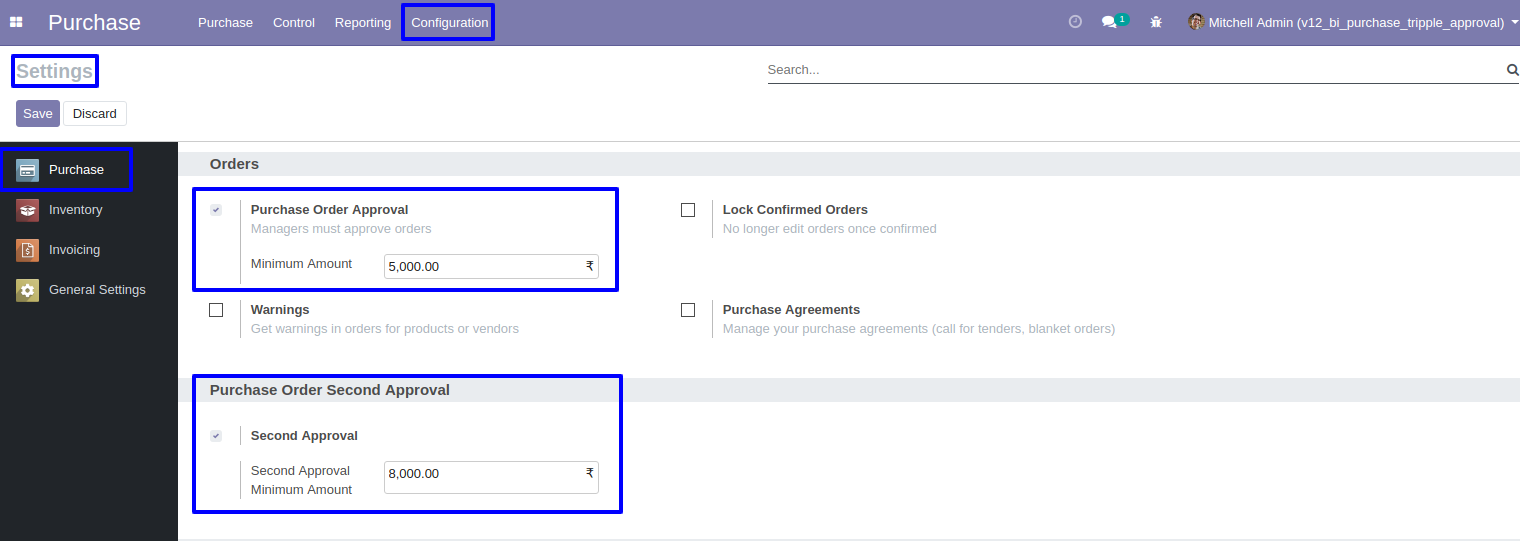 Purchase Purchase Control Reporting Configuration 1 Mitchell Admin (v12_bi_purchase_tripple_approval)
Settings
Search...
Save Discard
Purchase
Inventory
Invoicing
General Settings
Orders
Purchase Order Approval
Managers must approve orders
Minimum Amount 5,000.00 ₹
Lock Confirmed Orders
No longer edit orders once confirmed
Warnings
Get warnings in orders for products or vendors
Purchase Agreements
Manage your purchase agreements (call for tenders, blanket orders)
Purchase Order Second Approval
Second Approval
Second Approval
Minimum Amount
8,000.00 ₹